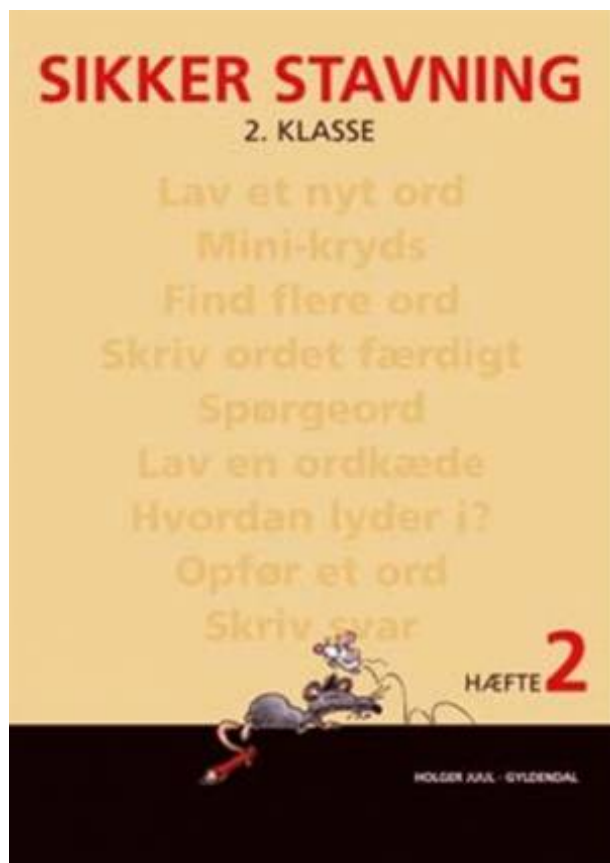 SIKKER STAVNING
2. KLASSE
Lav et nyt ord
Mini-kryds
Find flere ord
Skriv ordet færdigt
Spørgeord
Lav en ordkæde
Hvordan lyder i?
Opfør et ord
Skriv svar
HÆFTE 2
HOLGER JUUL · GYLDENDAL